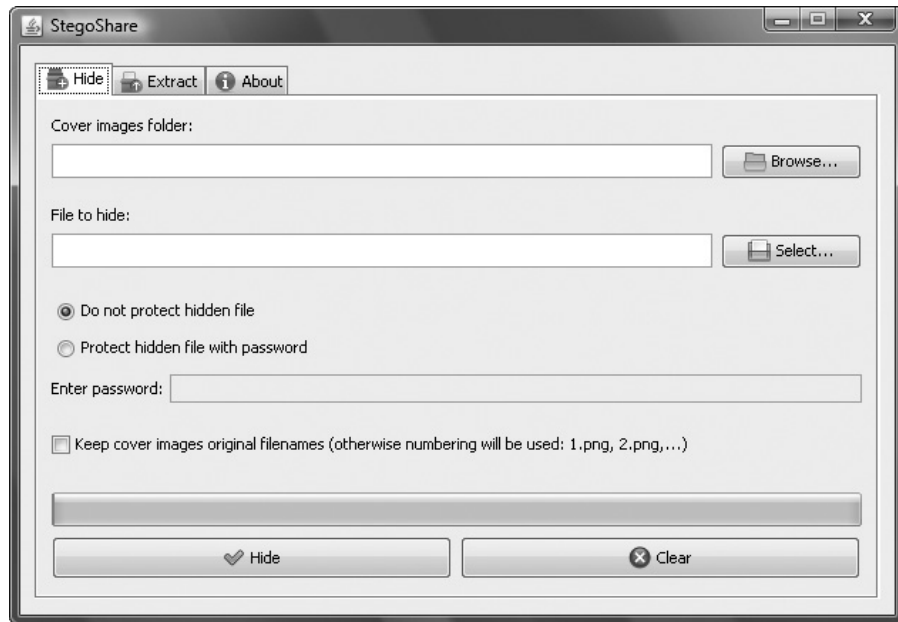 StegoShare
Hide Extract About
Cover images folder:
Browse...
File to hide:
Select...
Do not protect hidden file
Protect hidden file with password
Enter password:
Keep cover images original filenames (otherwise numbering will be used: 1.png, 2.png,...)
Hide Clear